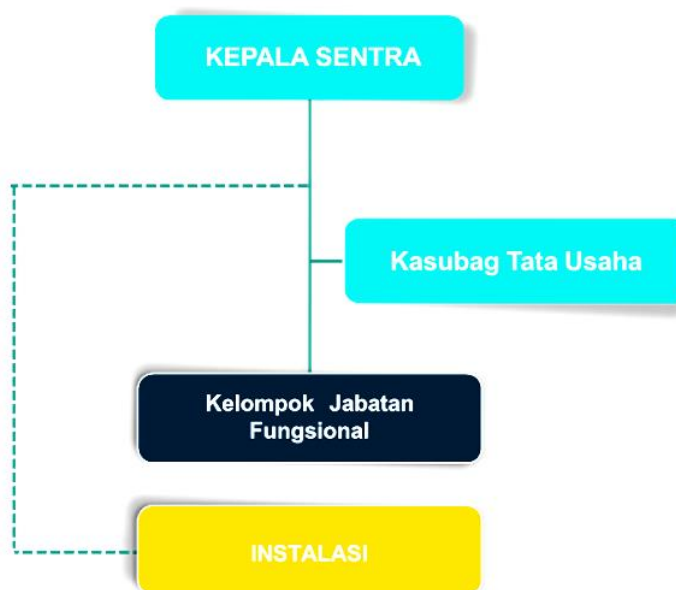 KEPALA SENTRA
Kasubag Tata Usaha
Kelompok Jabatan
Fungsional
INSTALASI